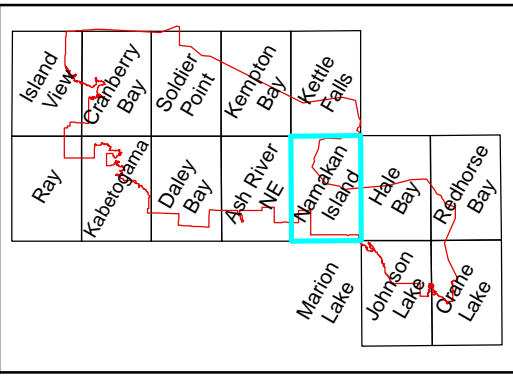 Island
View
Cranberry
Bay
Soldier
Point
Kempton
Bay
Kettle
Falls
Ray
Kabetogama
Daley
Bay
Ash River
NE
Namakan
Island
Hale
Bay
Redhorse
Bay
Marion
Lake
Johnson
Lake
Crane
Lake